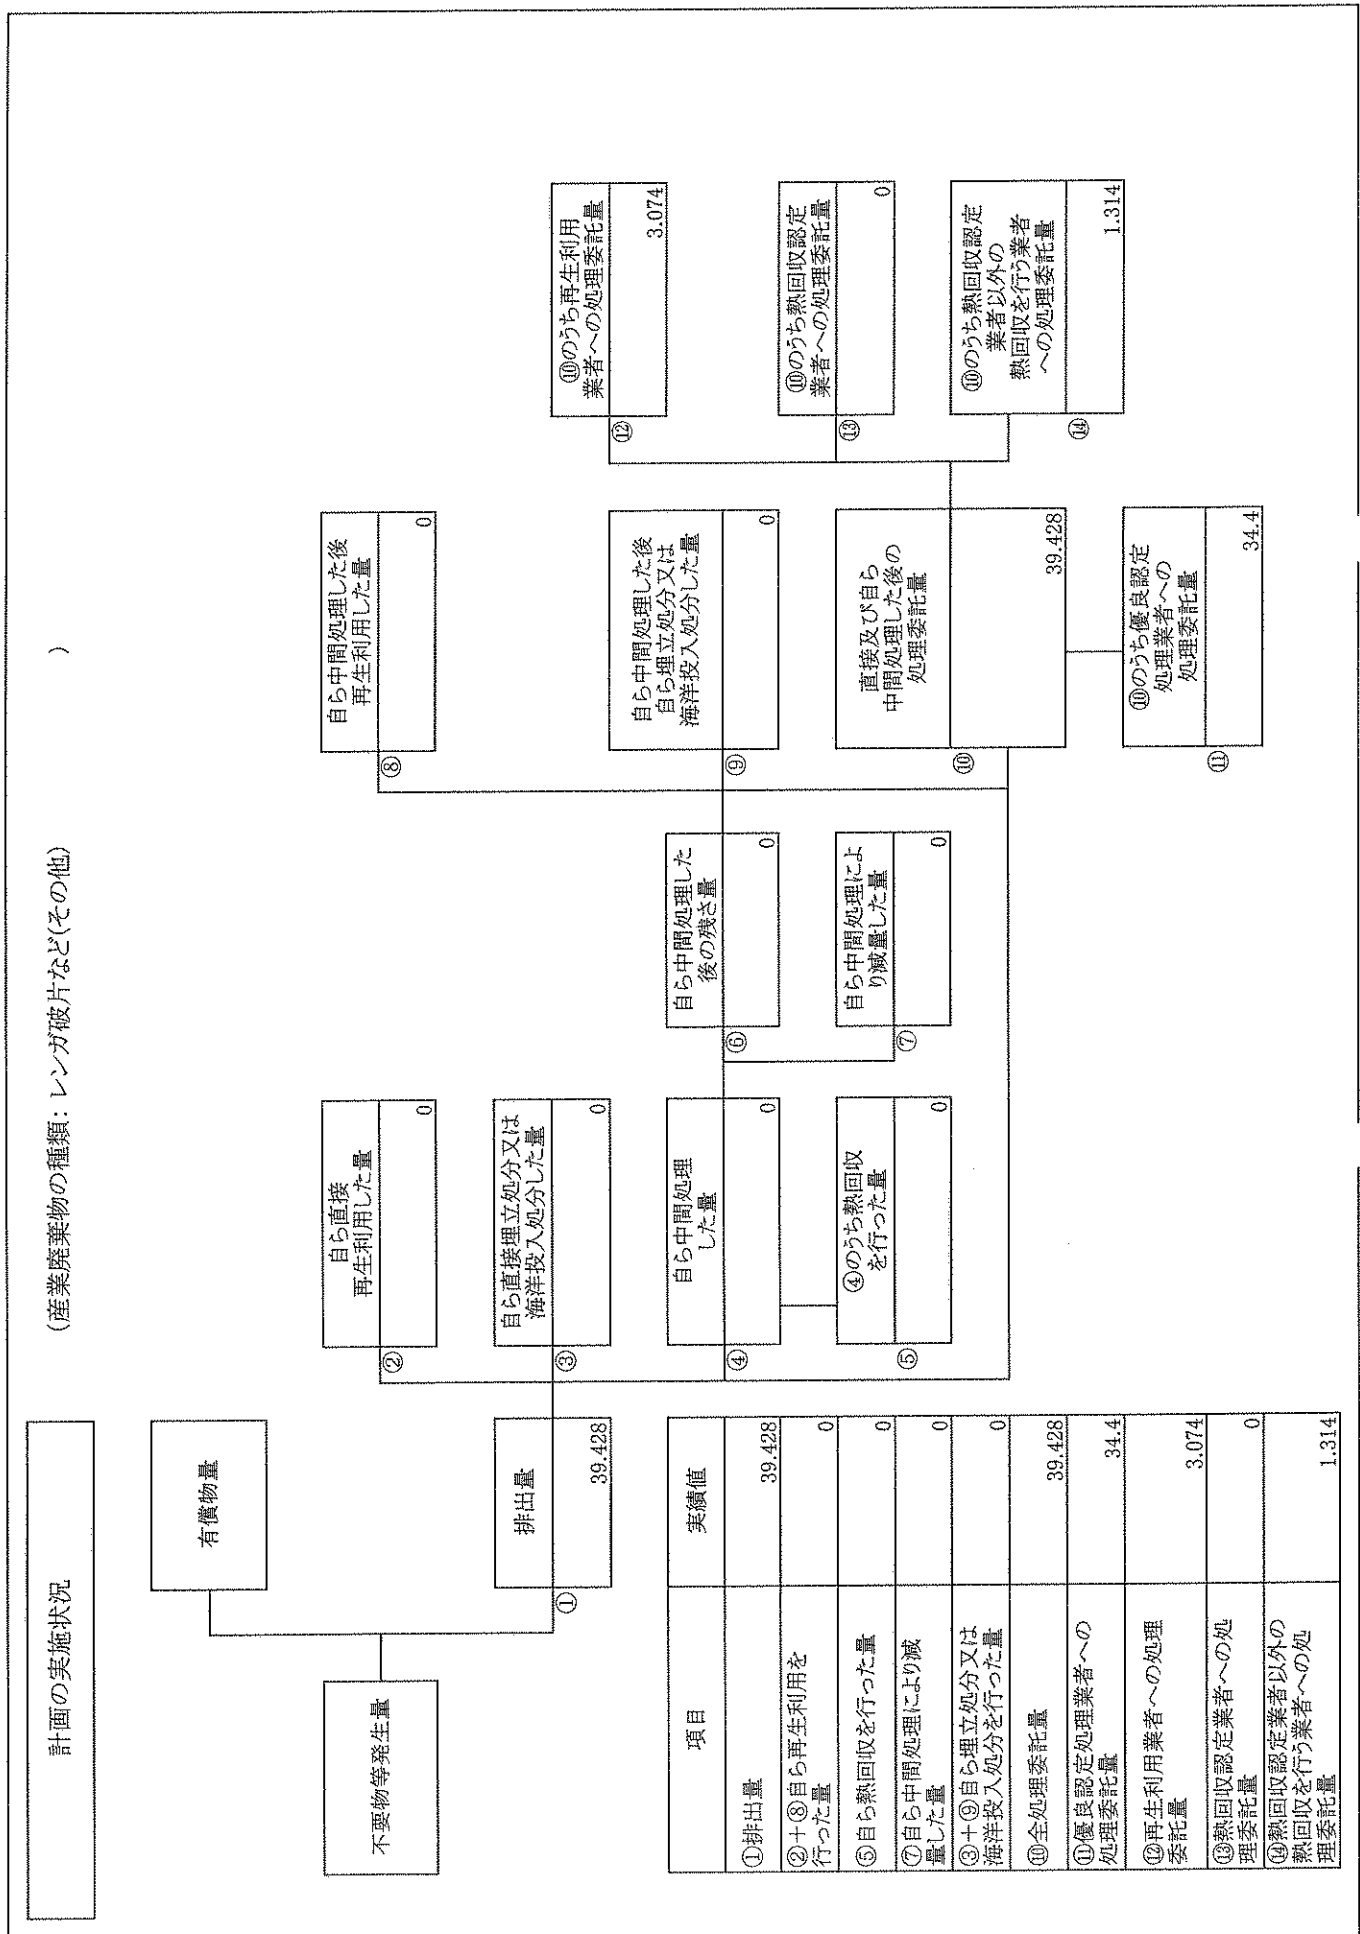 計画の実施状況
(産業廃棄物の種類：レンガ破片など(その他)　　　　)
有償物量
不要物等発生量
排出量
①
39.428
自ら直接
再生利用した量
②
0
自ら直接埋立処分又は
海洋投入処分した量
③
0
自ら中間処理
した量
④
0
④のうち熱回収
を行った量
⑤
0
自ら中間処理した
後の残さ量
⑥
0
自ら中間処理によ
り減量した量
⑦
0
自ら中間処理した後
再生利用した量
⑧
0
自ら中間処理した後
自ら埋立処分又は
海洋投入処分した量
⑨
0
直接及び自ら
中間処理した後の
処理委託量
⑩
39.428
⑩のうち優良認定
処理業者への
処理委託量
⑪
34.4
⑩のうち再生利用
業者への処理委託量
⑫
3.074
⑩のうち熱回収認定
業者への処理委託量
⑬
0
⑩のうち熱回収認定
業者以外の
熱回収を行う業者
への処理委託量
⑭
1.314
項目 実績値
①排出量 39.428
②＋⑧自ら再生利用を
行った量 0
⑤自ら熱回収を行った量 0
⑦自ら中間処理により減
量した量 0
③＋⑨自ら埋立処分又は
海洋投入処分を行った量 0
⑩全処理委託量 39.428
⑪優良認定処理業者への
処理委託量 34.4
⑫再生利用業者への処理
委託量 3.074
⑬熱回収認定業者への処
理委託量 0
⑭熱回収認定業者以外の
熱回収を行う業者への処
理委託量 1.314